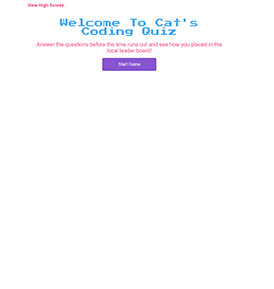 View High Scores
Welcome To Cat's
Coding Quiz
Answer the questions before the time runs out and see how you placed in the
local leader board!!
Start Game